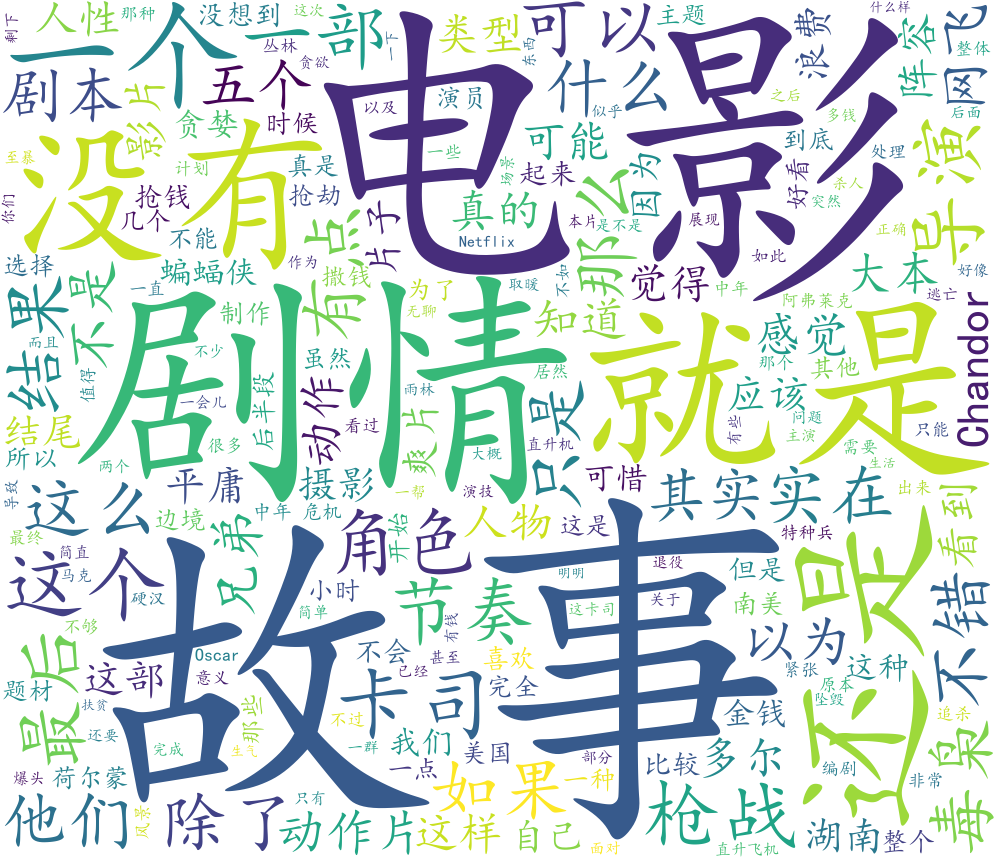 人性
那种
没想到
这次
主题
什么样
剩下
一个
一部
丛林
一下
类型
可以
浪费
阵容
网飞
整体
贪欲
东西
剧本
五个
片
以及
演员
什么
似乎
之后
后面
电影
贪婪
影片
时候
可能
因为
多钱
到底
处理
演
至暴
没有
计划
真是
一些
场景
那么
好看
杀人
你们
抢钱
抢劫
起来
真的
本片
是不是
展现
突然
导
正确
几个
点
片子
Netflix
如此
不能
选择
蝙蝠侠
作为
不如
觉得
中年
大本
好像
不是
一直
撒钱
有
为了
取暖
阿弗莱克
逃亡
结果
制作
无聊
知道
感觉
Chandor
而且
不少
虽然
剧情
居然
就是
那个
其他
值得
一会儿
动作
雨林
只是
应该
问题
结尾
后半段
看过
爽片
直升机
有些
主演
只能
所以
很多
大概
需要
生活
两个
平庸
摄影
一帮
演技
可惜
其实
实在
出来
导致
这么
边境
中年
危机
开始
人物
这是
特种兵
看到
最终
简直
兄弟
角色
还是
马克
这个
硬汉
小时
节奏
明明
退役
但是
不错
不够
简单
有钱
这卡司
关于
南美
最后
这部
Oscar
不会
已经
甚至
喜欢
以为
紧张
这种
题材
意义
故事
卡司
完全
原本
扶贫
那些
不过
金钱
坠毁
追杀
还要
完成
生气
一群
我们
美国
部分
枭
爆头
荷尔蒙
一点
如果
一种
比较
多尔
编剧
非常
毒
他们
风景
除了
只有
动作片
这样
自己
面对
枪战
直升飞机
湖南
整个